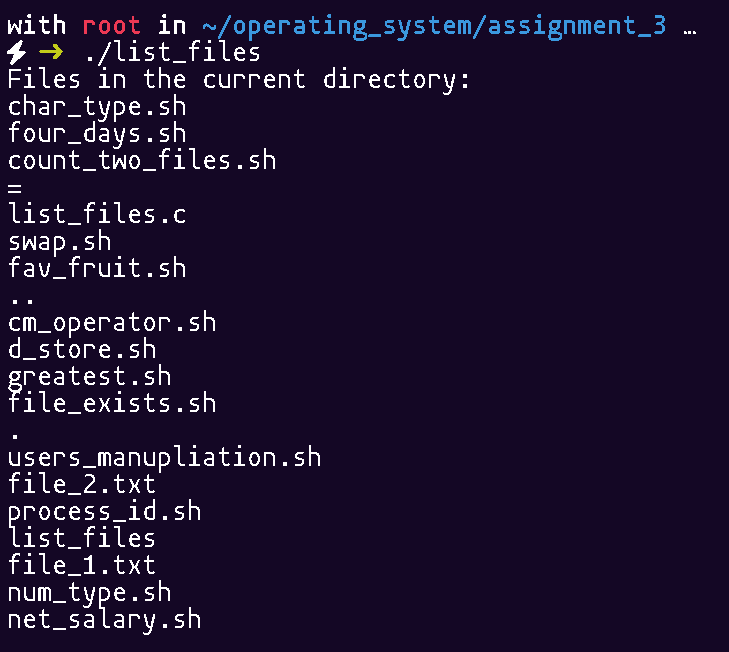 with root in ~/operating_system/assignment_3 …
⚡ → ./list_files
Files in the current directory:
char_type.sh
four_days.sh
count_two_files.sh
=
list_files.c
swap.sh
fav_fruit.sh
..
cm_operator.sh
d_store.sh
greatest.sh
file_exists.sh
.
users_manupliation.sh
file_2.txt
process_id.sh
list_files
file_1.txt
num_type.sh
net_salary.sh